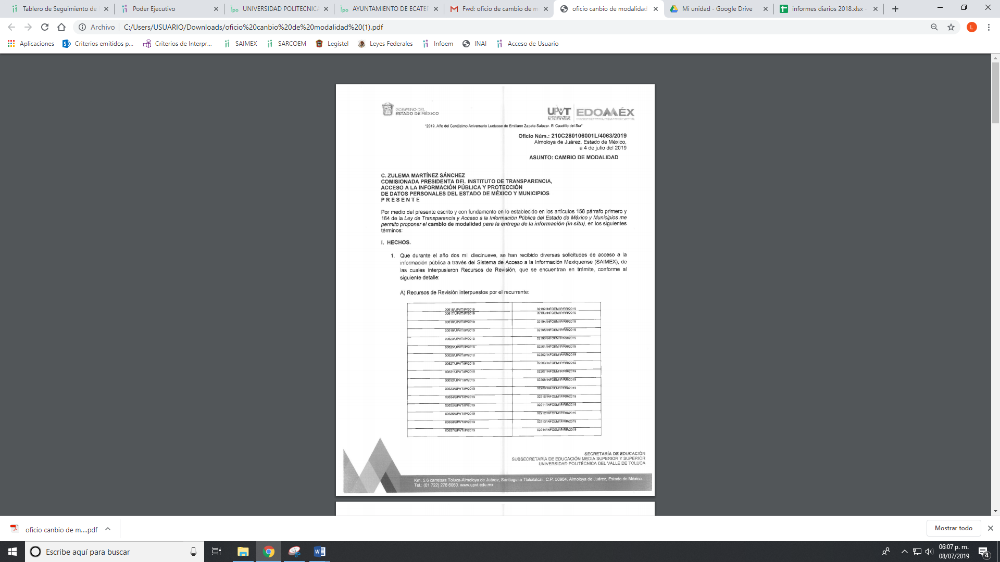 Tablero de Seguimiento de
Poder Ejecutivo
UNIVERSIDAD POLITECNICA
AYUNTAMIENTO DE ECATEP
Fwd: oficio de cambio de m
oficio canbio de modalidad
Mi unidad - Google Drive
informes diarios 2018.xlsx -
Archivo
C:/Users/USUARIO/Downloads/oficio%20canbio%20de%20modalidad%20(1).pdf
L
Aplicaciones
Criterios emitidos p...
Criterios de Interpr...
SAIMEX
SARCOEM
Legistel
Leyes Federales
Infoem
INAI
Acceso de Usuario
GOBIERNO DEL
ESTADO DE MÉXICO
UPVT
UNIVERSIDAD POLITÉCNICA
DEL VALLE DE TOLUCA
EDOMÉX
DECISIONES FIRMES, RESULTADOS FUERTES.
"2019. Año del Centésimo Aniversario Luctuoso de Emiliano Zapata Salazar. El Caudillo del Sur"
Oficio Núm.: 210C280106001L/4063/2019
Almoloya de Juárez, Estado de México,
a 4 de julio del 2019
ASUNTO: CAMBIO DE MODALIDAD
C. ZULEMA MARTÍNEZ SÁNCHEZ
COMISIONADA PRESIDENTA DEL INSTITUTO DE TRANSPARENCIA,
ACCESO A LA INFORMACIÓN PÚBLICA Y PROTECCIÓN
DE DATOS PERSONALES DEL ESTADO DE MÉXICO Y MUNICIPIOS
P R E S E N T E
Por medio del presente escrito y con fundamento en lo establecido en los artículos 158 párrafo primero y
164 de la Ley de Transparencia y Acceso a la Información Pública del Estado de México y Municipios me
permito proponer el cambio de modalidad para la entrega de la información (in situ), en los siguientes
términos:
I. HECHOS.
1. Que durante el año dos mil diecinueve, se han recibido diversas solicitudes de acceso a la
información pública a través del Sistema de Acceso a la Información Mexiquense (SAIMEX), de
las cuales interpusieron Recursos de Revisión, que se encuentran en trámite, conforme al
siguiente detalle:
A) Recursos de Revisión interpuestos por el recurrente:
00616/UPVT/IP/2019 02192/INFOEM/IP/RR/2019
00617/UPVT/IP/2019 02193/INFOEM/IP/RR/2019
00618/UPVT/IP/2019 02194/INFOEM/IP/RR/2019
00619/UPVT/IP/2019 02195/INFOEM/IP/RR/2019
00620/UPVT/IP/2019 02196/INFOEM/IP/RR/2019
00625/UPVT/IP/2019 02201/INFOEM/IP/RR/2019
00626/UPVT/IP/2019 02202/INFOEM/IP/RR/2019
00627/UPVT/IP/2019 02203/INFOEM/IP/RR/2019
00631/UPVT/IP/2019 02207/INFOEM/IP/RR/2019
00632/UPVT/IP/2019 02208/INFOEM/IP/RR/2019
00633/UPVT/IP/2019 02209/INFOEM/IP/RR/2019
00634/UPVT/IP/2019 02210/INFOEM/IP/RR/2019
00635/UPVT/IP/2019 02211/INFOEM/IP/RR/2019
00636/UPVT/IP/2019 02212/INFOEM/IP/RR/2019
00638/UPVT/IP/2019 02213/INFOEM/IP/RR/2019
00637/UPVT/IP/2019 02214/INFOEM/IP/RR/2019
SECRETARÍA DE EDUCACIÓN
SUBSECRETARÍA DE EDUCACIÓN MEDIA SUPERIOR Y SUPERIOR
UNIVERSIDAD POLITÉCNICA DEL VALLE DE TOLUCA
Km. 5.6 carretera Toluca-Almoloya de Juárez, Santiaguito Tlalcilalcali, C.P. 50904, Almoloya de Juárez, Estado de México.
Tel.: (01 722) 276 6060. www.upvt.edu.mx
oficio canbio de m....pdf
Mostrar todo
Escribe aquí para buscar
06:07 p. m.
08/07/2019
4